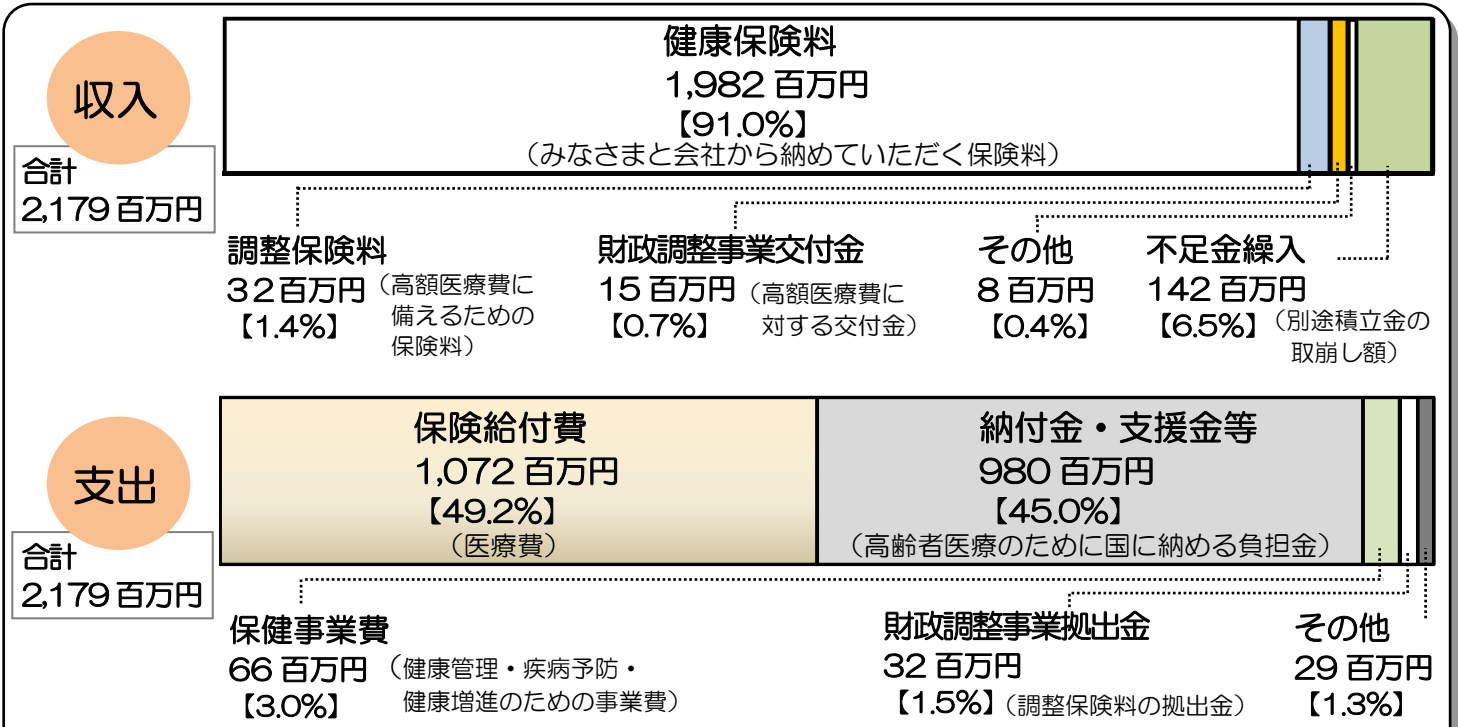 収入
合計
2,179 百万円
健康保険料
1,982 百万円
【91.0%】
（みなさまと会社から納めていただく保険料）
調整保険料
32百万円
【1.4%】
（高額医療費に
備えるための
保険料）
財政調整事業交付金
15 百万円
【0.7%】
（高額医療費に
対する交付金）
その他
8 百万円
【0.4%】
不足金繰入
142 百万円
【6.5%】
（別途積立金の
取崩し額）
支出
合計
2,179 百万円
保険給付費
1,072 百万円
【49.2%】
（医療費）
納付金・支援金等
980 百万円
【45.0%】
（高齢者医療のために国に納める負担金）
保健事業費
66 百万円
【3.0%】
（健康管理・疾病予防・
健康増進のための事業費）
財政調整事業拠出金
32 百万円
【1.5%】（調整保険料の拠出金）
その他
29 百万円
【1.3%】